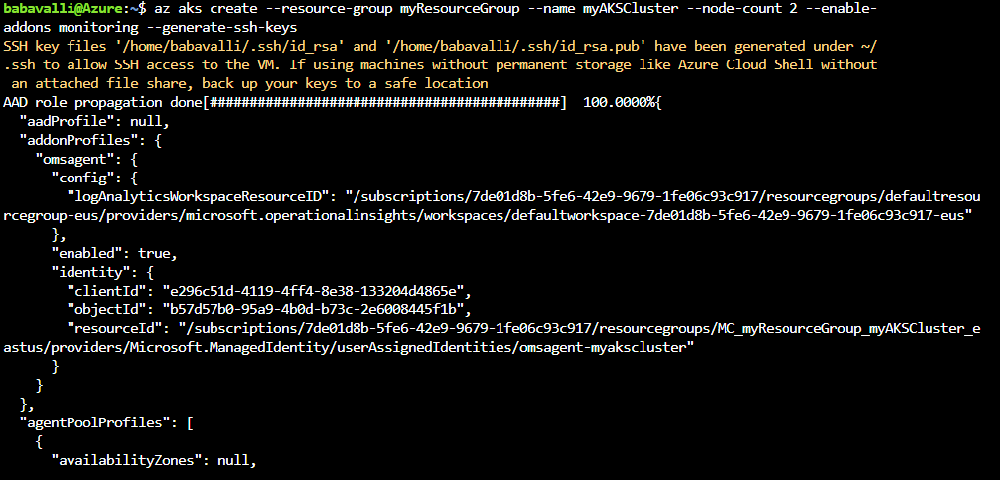 babavalli@Azure:~$ az aks create --resource-group myResourceGroup --name myAKSCluster --node-count 2 --enable-
addons monitoring --generate-ssh-keys
SSH key files '/home/babavalli/.ssh/id_rsa' and '/home/babavalli/.ssh/id_rsa.pub' have been generated under ~/
.ssh to allow SSH access to the VM. If using machines without permanent storage like Azure Cloud Shell without
 an attached file share, back up your keys to a safe location
AAD role propagation done[############################################]  100.0000%{
  "aadProfile": null,
  "addonProfiles": {
    "omsagent": {
      "config": {
        "logAnalyticsWorkspaceResourceID": "/subscriptions/7de01d8b-5fe6-42e9-9679-1fe06c93c917/resourcegroups/defaultresou
rcegroup-eus/providers/microsoft.operationalinsights/workspaces/defaultworkspace-7de01d8b-5fe6-42e9-9679-1fe06c93c917-eus"
      },
      "enabled": true,
      "identity": {
        "clientId": "e296c51d-4119-4ff4-8e38-133204d4865e",
        "objectId": "b57d57b0-95a9-4b0d-b73c-2e6008445f1b",
        "resourceId": "/subscriptions/7de01d8b-5fe6-42e9-9679-1fe06c93c917/resourcegroups/MC_myResourceGroup_myAKSCluster_e
astus/providers/Microsoft.ManagedIdentity/userAssignedIdentities/omsagent-myakscluster"
      }
    }
  },
  "agentPoolProfiles": [
    {
      "availabilityZones": null,